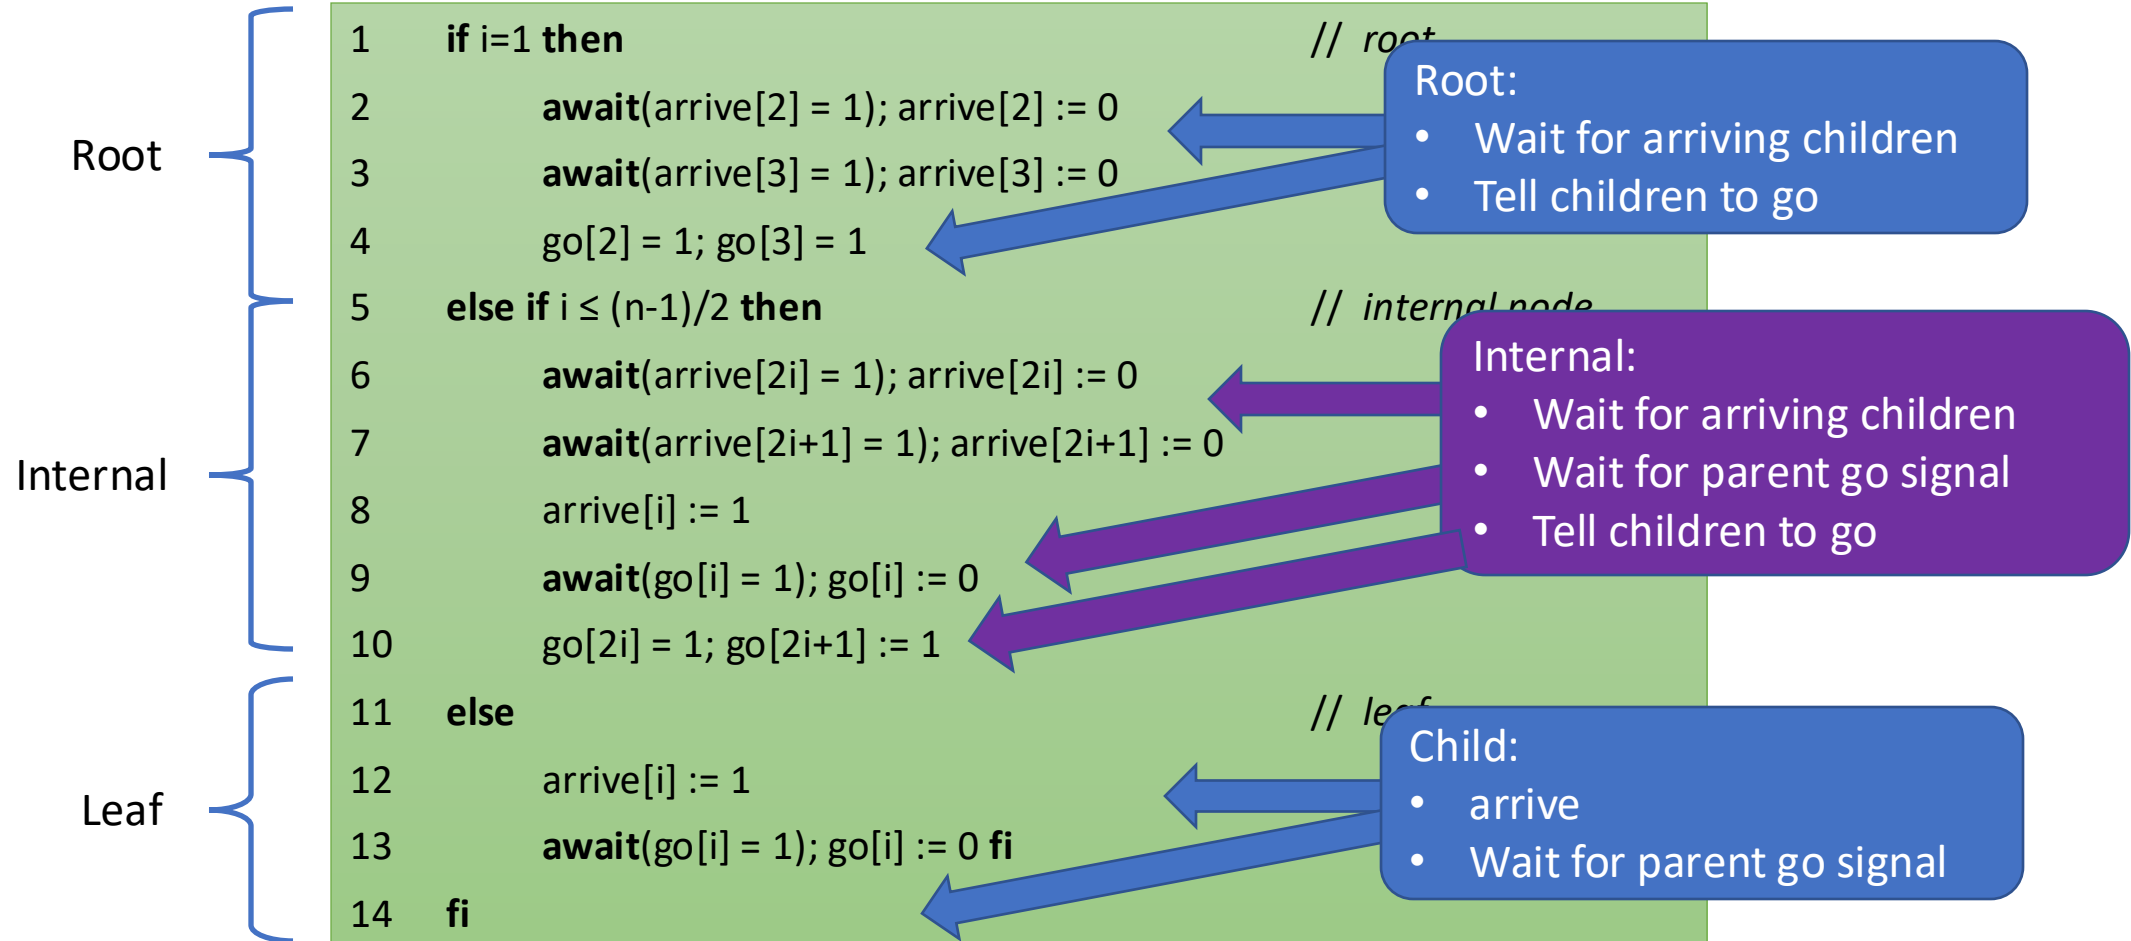 Root
Internal
Leaf
1 if i=1 then // root
2 await(arrive[2] = 1); arrive[2] := 0
3 await(arrive[3] = 1); arrive[3] := 0
4 go[2] = 1; go[3] = 1
5 else if i ≤ (n-1)/2 then // internal node
6 await(arrive[2i] = 1); arrive[2i] := 0
7 await(arrive[2i+1] = 1); arrive[2i+1] := 0
8 arrive[i] := 1
9 await(go[i] = 1); go[i] := 0
10 go[2i] = 1; go[2i+1] := 1
11 else // leaf
12 arrive[i] := 1
13 await(go[i] = 1); go[i] := 0 fi
14 fi
Root:
• Wait for arriving children
• Tell children to go
Internal:
• Wait for arriving children
• Wait for parent go signal
• Tell children to go
Child:
• arrive
• Wait for parent go signal